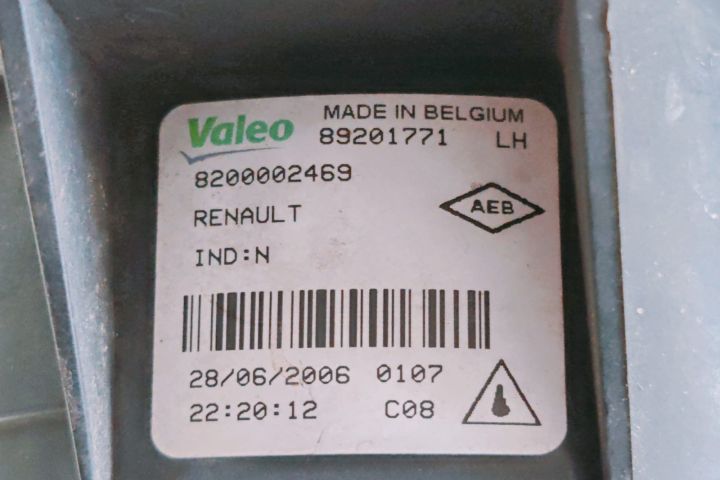 Valeo MADE IN BELGIUM
89201771 LH
8200002469
RENAULT AEB
IND:N
28/06/2006 0107
22:20:12 C08